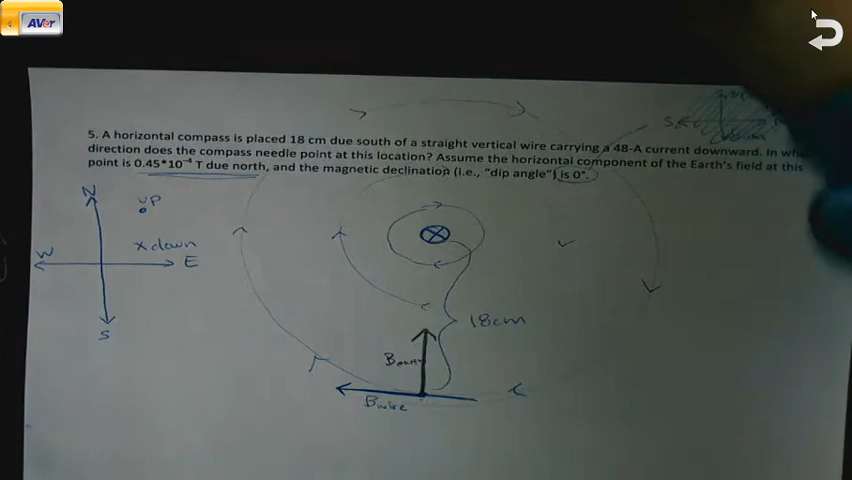 AVer
5. A horizontal compass is placed 18 cm due south of a straight vertical wire carrying a 48-A current downward. In
direction does the compass needle point at this location? Assume the horizontal component of the Earth's field at this
point is 0.45*10⁻⁴ T due north, and the magnetic declination (i.e., "dip angle") is 0°.
N
up
x down
W
E
S
18cm
B
Bwire
S